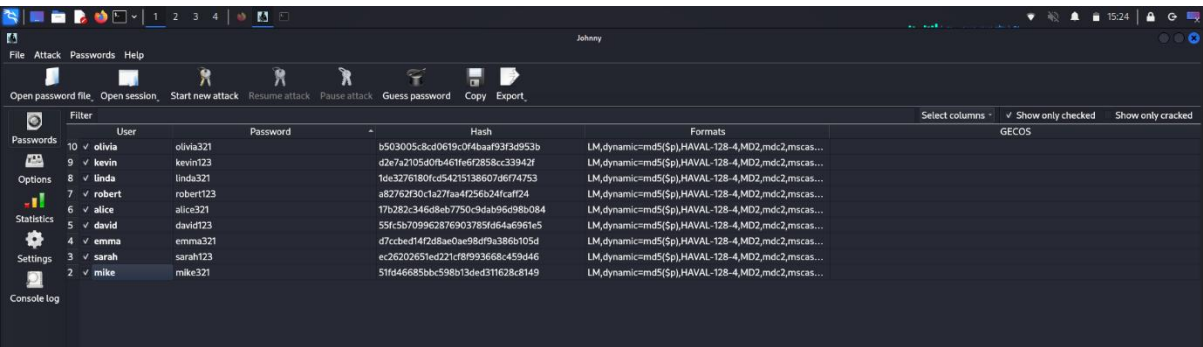 1 2 3 4 15:24
Johnny
File Attack Passwords Help
Open password file Open session Start new attack Resume attack Pause attack Guess password Copy Export
Filter Select columns ✓ Show only checked Show only cracked
User Password Hash Formats GECOS
10 ✓ olivia olivia321 b503005c8cd0619c0f4baaf93f3d953b LM,dynamic=md5($p),HAVAL-128-4,MD2,mdc2,mscas...
9 ✓ kevin kevin123 d2e7a2105d0fb461fe6f2858cc33942f LM,dynamic=md5($p),HAVAL-128-4,MD2,mdc2,mscas...
8 ✓ linda linda321 1de3276180fcd54215138607d6f74753 LM,dynamic=md5($p),HAVAL-128-4,MD2,mdc2,mscas...
7 ✓ robert robert123 a82762f30c1a27faa4f256b24fcaff24 LM,dynamic=md5($p),HAVAL-128-4,MD2,mdc2,mscas...
6 ✓ alice alice321 17b282c346d8eb7750c9dab96d98b084 LM,dynamic=md5($p),HAVAL-128-4,MD2,mdc2,mscas...
5 ✓ david david123 55fc5b709962876903785fd64a6961e5 LM,dynamic=md5($p),HAVAL-128-4,MD2,mdc2,mscas...
4 ✓ emma emma321 d7ccbed14f2d8ae0ae98df9a386b105d LM,dynamic=md5($p),HAVAL-128-4,MD2,mdc2,mscas...
3 ✓ sarah sarah123 ec26202651ed221cf8f993668c459d46 LM,dynamic=md5($p),HAVAL-128-4,MD2,mdc2,mscas...
2 ✓ mike mike321 51fd46685bbc598b13ded311628c8149 LM,dynamic=md5($p),HAVAL-128-4,MD2,mdc2,mscas...
Passwords
Options
Statistics
Settings
Console log